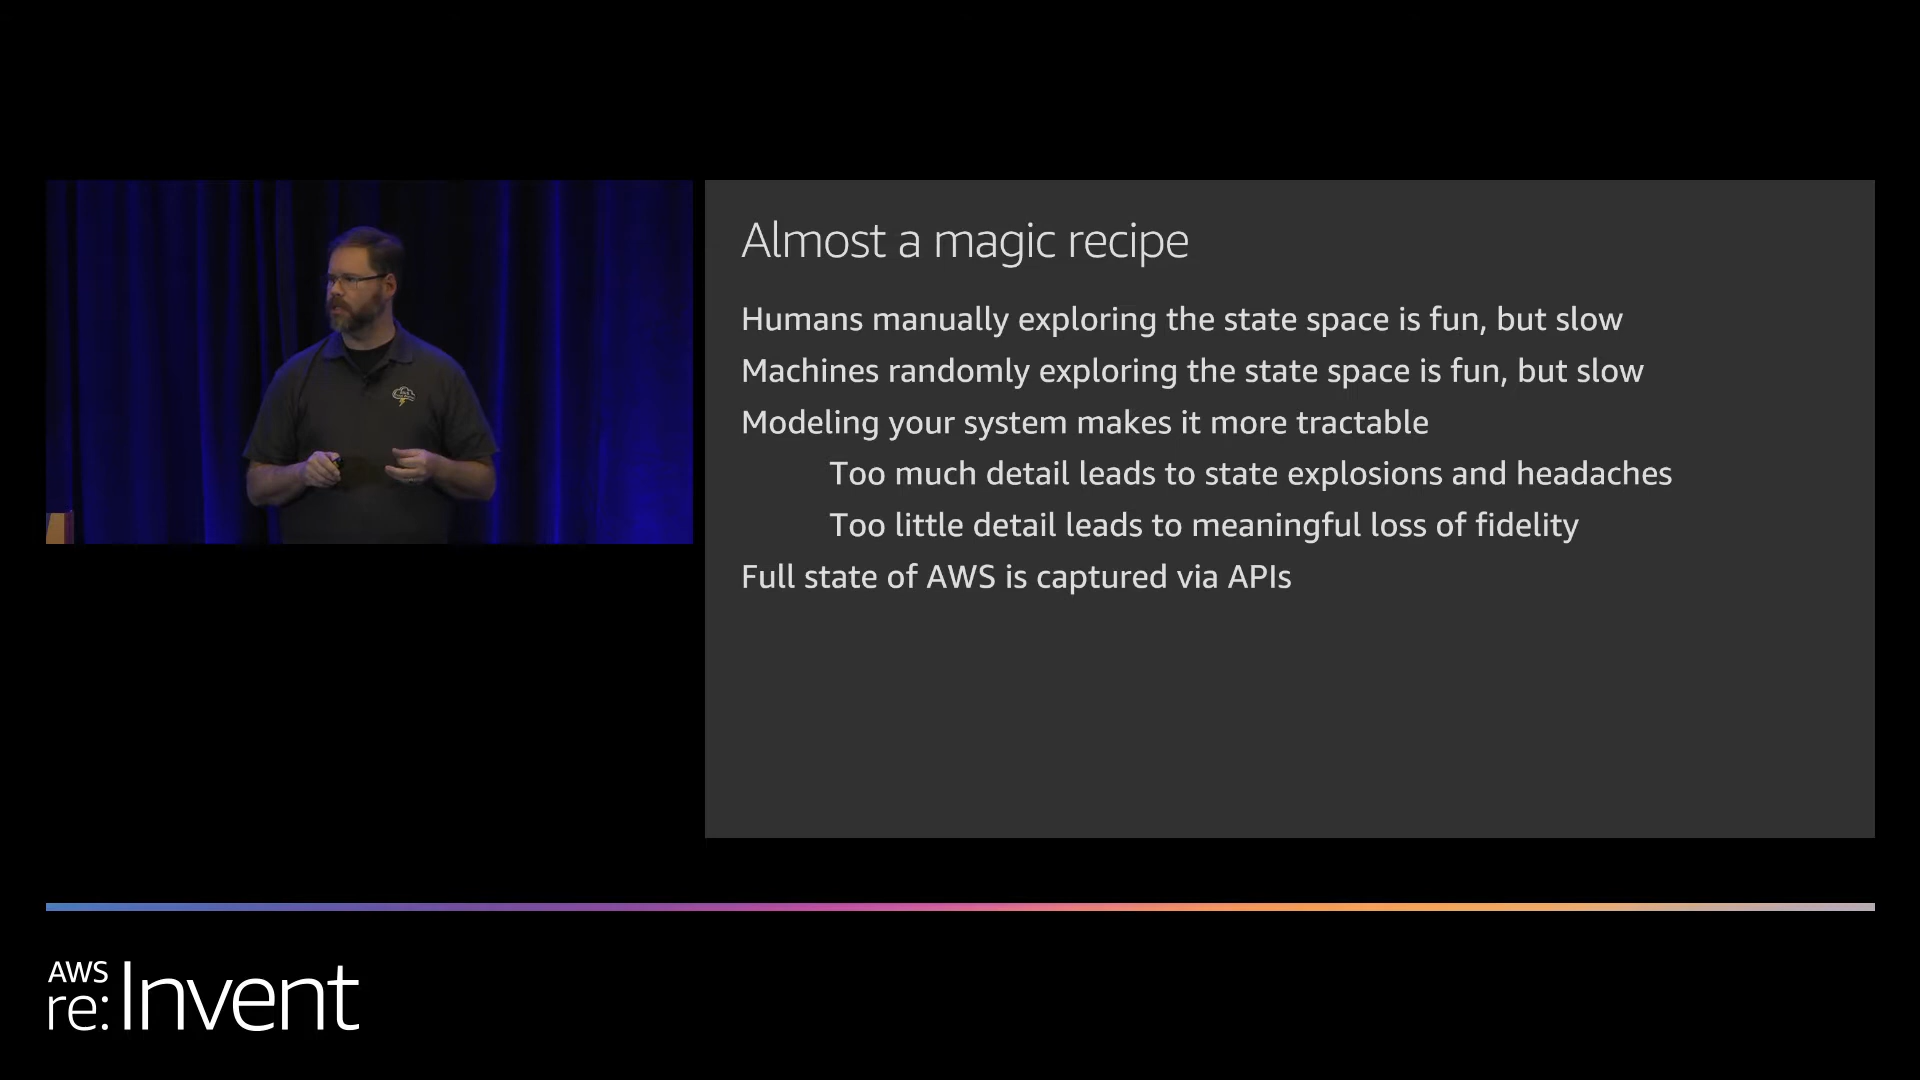 Almost a magic recipe
Humans manually exploring the state space is fun, but slow
Machines randomly exploring the state space is fun, but slow
Modeling your system makes it more tractable
Too much detail leads to state explosions and headaches
Too little detail leads to meaningful loss of fidelity
Full state of AWS is captured via APIs
AWS
re:Invent